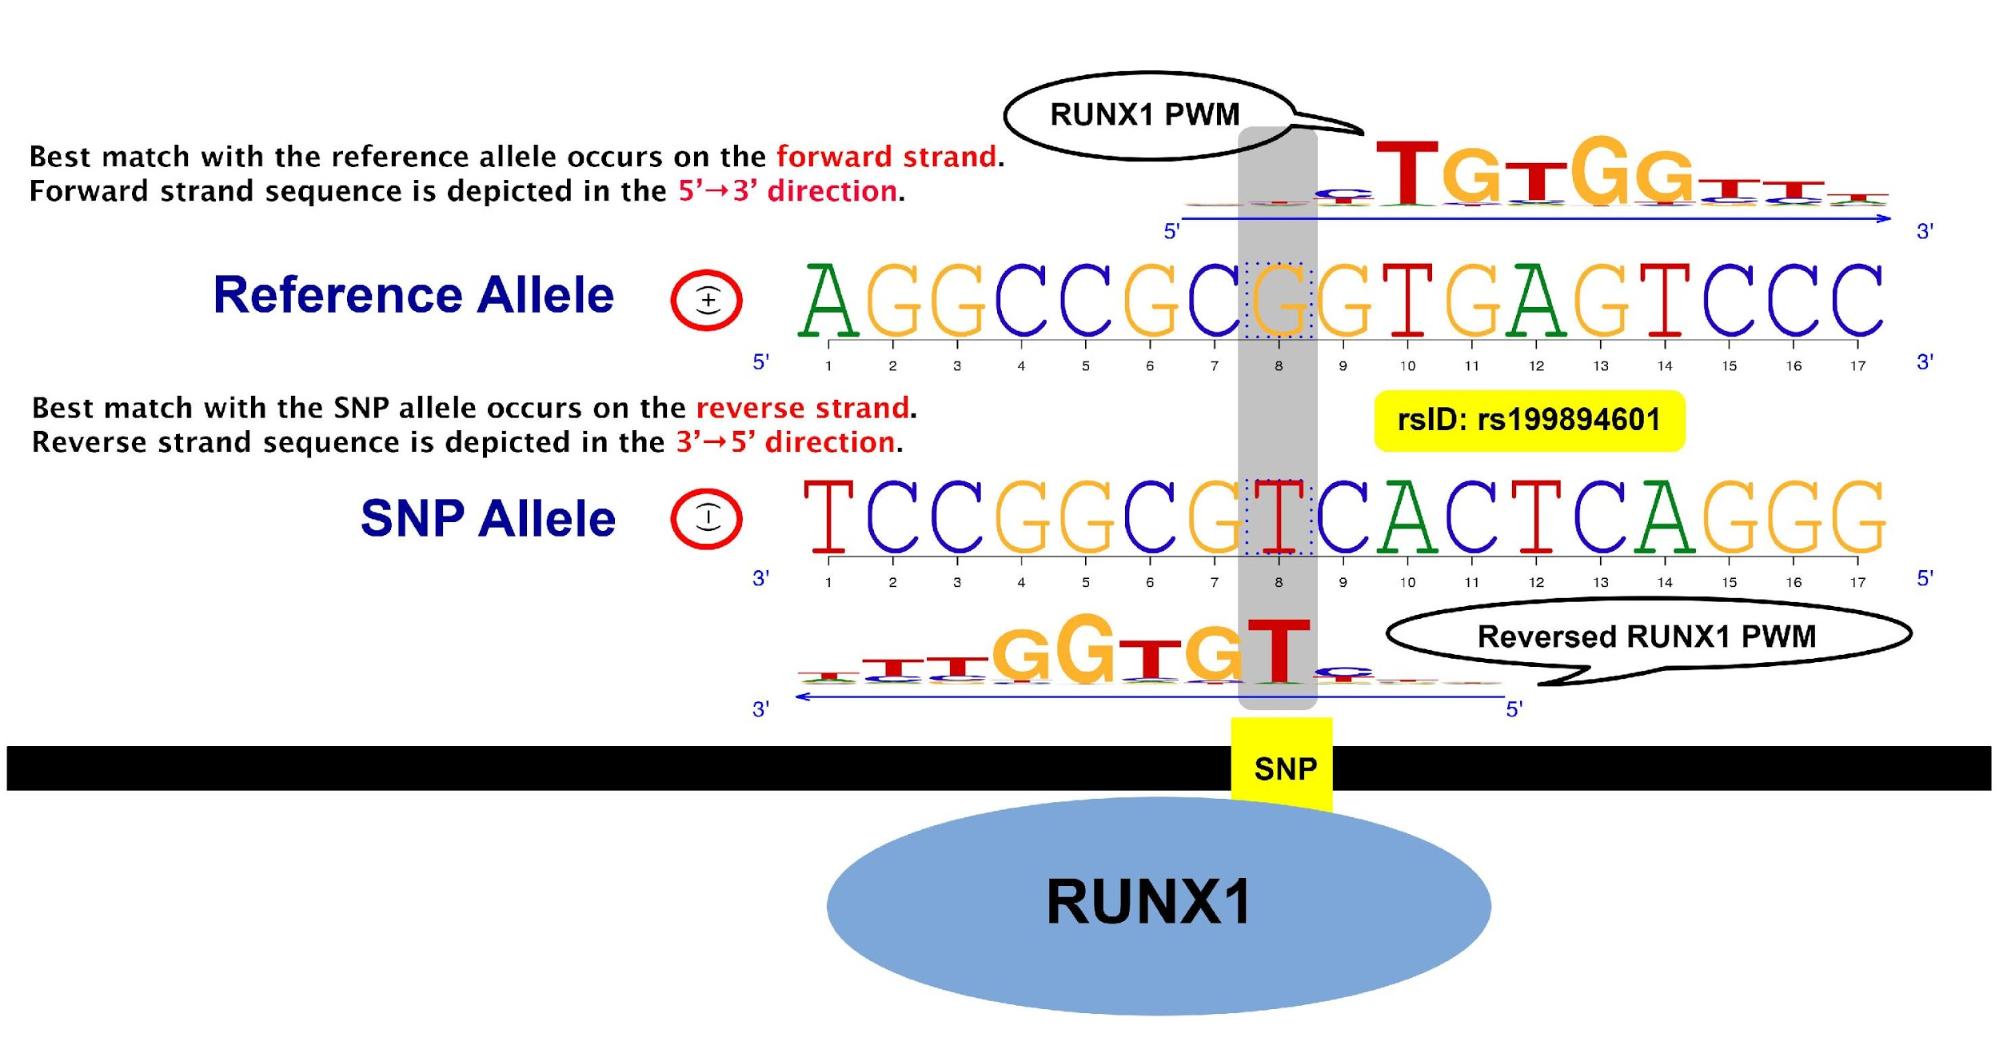 RUNX1 PWM
Best match with the reference allele occurs on the forward strand.
Forward strand sequence is depicted in the 5’→3’ direction.
TGTGGTTT
5' 3'
Reference Allele (+) AGGCCGCGGTGAGTCCC
5' 1 2 3 4 5 6 7 8 9 10 11 12 13 14 15 16 17 3'
Best match with the SNP allele occurs on the reverse strand.
Reverse strand sequence is depicted in the 3’→5’ direction.
rsID: rs199894601
SNP Allele (−) TCCGGCGTCACTCAGGG
3' 1 2 3 4 5 6 7 8 9 10 11 12 13 14 15 16 17 5'
TTTGGTGT
Reversed RUNX1 PWM
3' 5'
SNP
RUNX1